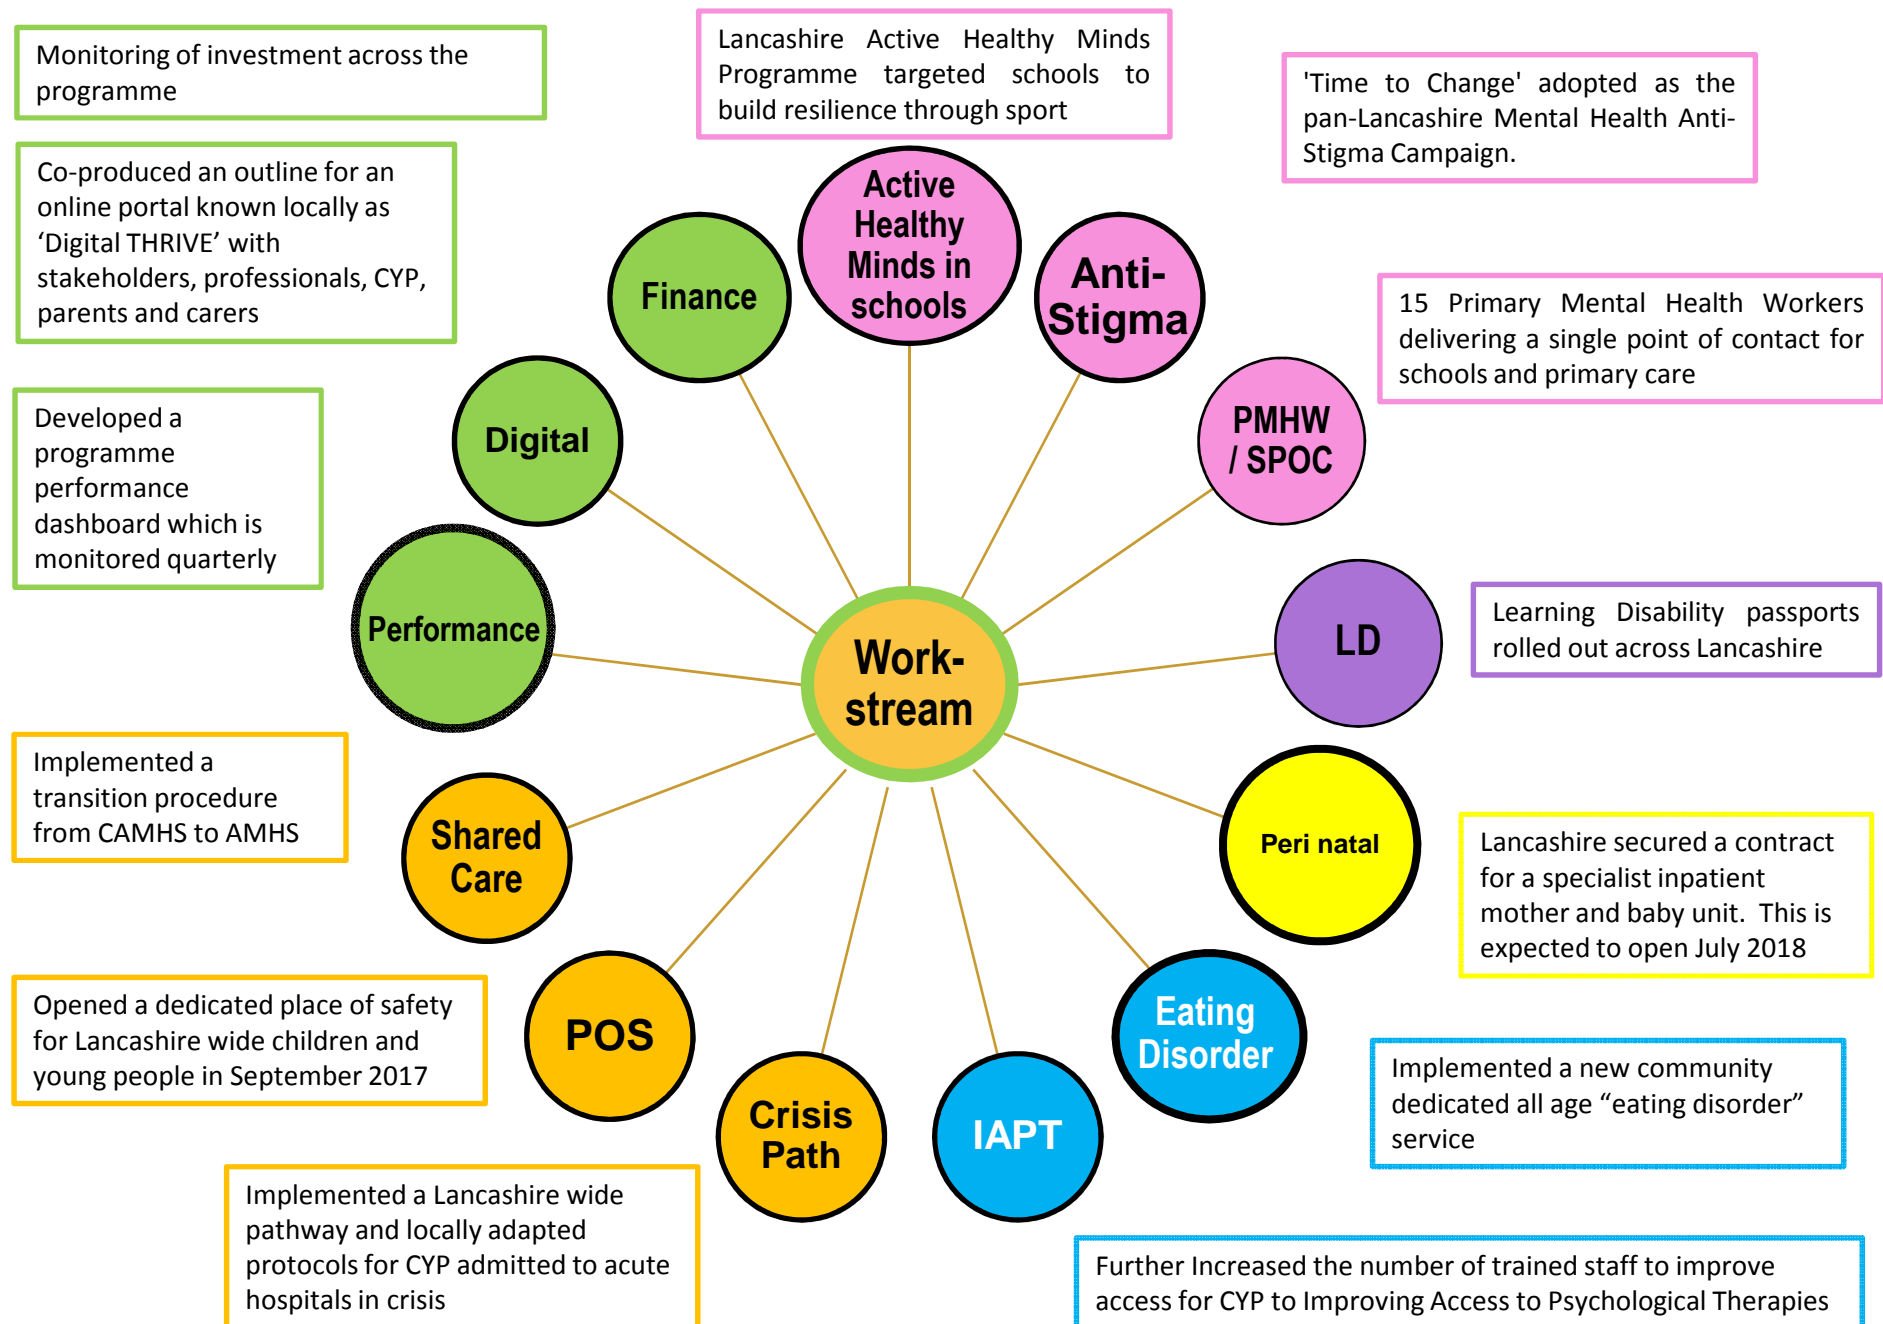 Monitoring of investment across the
programme
Lancashire Active Healthy Minds
Programme targeted schools to
build resilience through sport
'Time to Change' adopted as the
pan-Lancashire Mental Health Anti-
Stigma Campaign.
Co-produced an outline for an
online portal known locally as
‘Digital THRIVE’ with
stakeholders, professionals, CYP,
parents and carers
Active
Healthy
Minds in
schools
Finance
Anti-
Stigma
15 Primary Mental Health Workers
delivering a single point of contact for
schools and primary care
Developed a
programme
performance
dashboard which is
monitored quarterly
Digital
PMHW
/ SPOC
Performance
Work-
stream
LD
Learning Disability passports
rolled out across Lancashire
Implemented a
transition procedure
from CAMHS to AMHS
Shared
Care
Peri natal
Lancashire secured a contract
for a specialist inpatient
mother and baby unit.  This is
expected to open July 2018
Opened a dedicated place of safety
for Lancashire wide children and
young people in September 2017
POS
Crisis
Path
IAPT
Eating
Disorder
Implemented a new community
dedicated all age “eating disorder”
service
Implemented a Lancashire wide
pathway and locally adapted
protocols for CYP admitted to acute
hospitals in crisis
Further Increased the number of trained staff to improve
access for CYP to Improving Access to Psychological Therapies